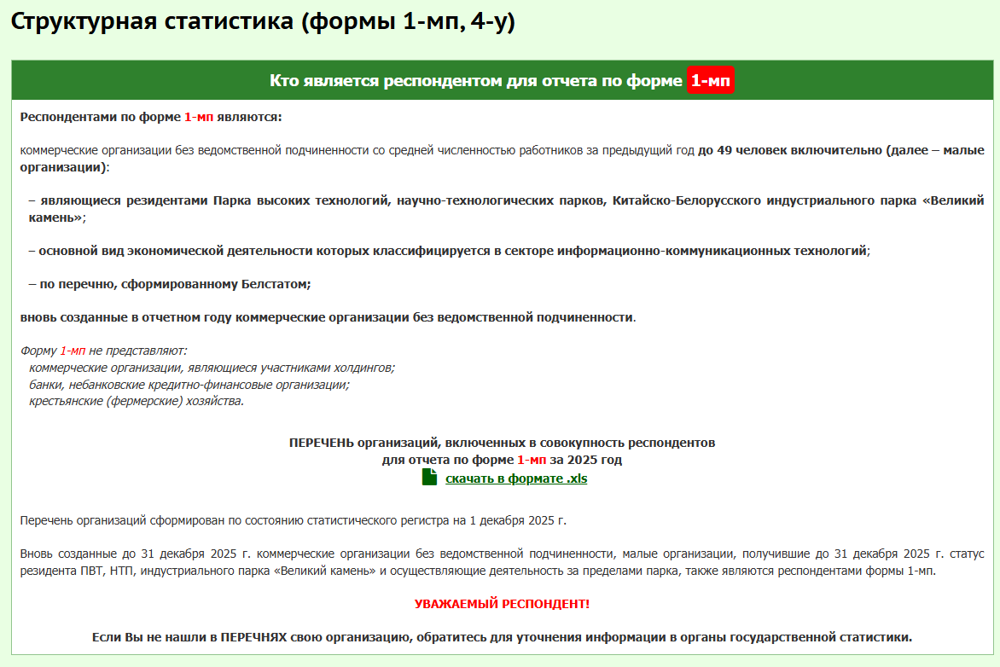 Структурная статистика (формы 1-мп, 4-у)
Кто является респондентом для отчета по форме 1-мп
Респондентами по форме 1-мп являются:
коммерческие организации без ведомственной подчиненности со средней численностью работников за предыдущий год до 49 человек включительно (далее – малые
организации):
– являющиеся резидентами Парка высоких технологий, научно-технологических парков, Китайско-Белорусского индустриального парка «Великий
камень»;
– основной вид экономической деятельности которых классифицируется в секторе информационно-коммуникационных технологий;
– по перечню, сформированному Белстатом;
вновь созданные в отчетном году коммерческие организации без ведомственной подчиненности.
Форму 1-мп не представляют:
коммерческие организации, являющиеся участниками холдингов;
банки, небанковские кредитно-финансовые организации;
крестьянские (фермерские) хозяйства.
ПЕРЕЧЕНЬ организаций, включенных в совокупность респондентов
для отчета по форме 1-мп за 2025 год
скачать в формате .xls
Перечень организаций сформирован по состоянию статистического регистра на 1 декабря 2025 г.
Вновь созданные до 31 декабря 2025 г. коммерческие организации без ведомственной подчиненности, малые организации, получившие до 31 декабря 2025 г. статус
резидента ПВТ, НТП, индустриального парка «Великий камень» и осуществляющие деятельность за пределами парка, также являются респондентами формы 1-мп.
УВАЖАЕМЫЙ РЕСПОНДЕНТ!
Если Вы не нашли в ПЕРЕЧНЯХ свою организацию, обратитесь для уточнения информации в органы государственной статистики.